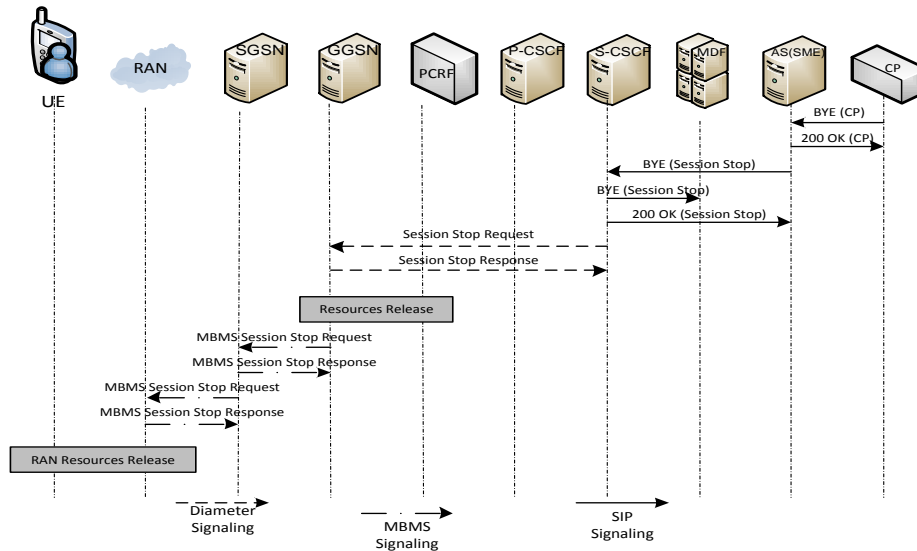 UE
RAN
SGSN
GGSN
PCRF
P-CSCF
S-CSCF
MDF
AS(SME)
CP
BYE (CP)
200 OK (CP)
BYE (Session Stop)
BYE (Session Stop)
200 OK (Session Stop)
Session Stop Request
Session Stop Response
Resources Release
MBMS Session Stop Request
MBMS Session Stop Response
MBMS Session Stop Request
MBMS Session Stop Response
RAN Resources Release
Diameter
Signaling
MBMS
Signaling
SIP
Signaling